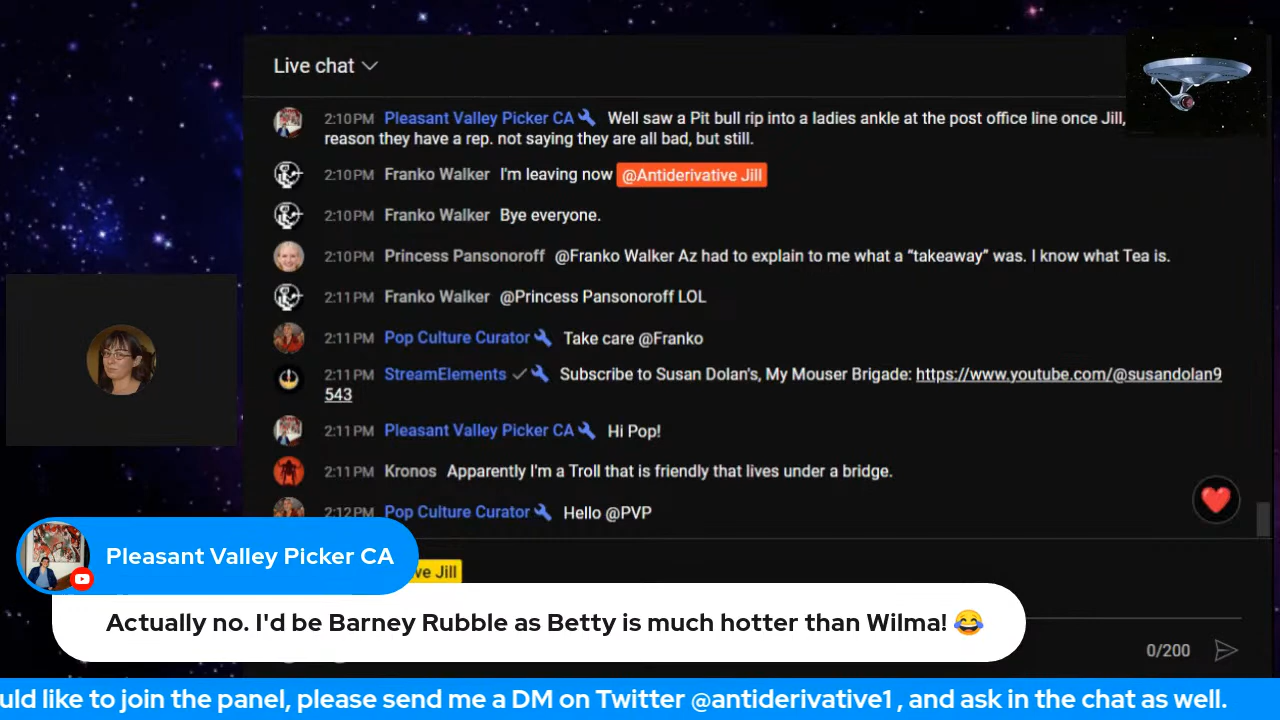 Live chat
2:10 PM Pleasant Valley Picker CA Well saw a Pit bull rip into a ladies ankle at the post office line once Jill,
reason they have a rep. not saying they are all bad, but still.
2:10 PM Franko Walker I'm leaving now @Antiderivative Jill
2:10 PM Franko Walker Bye everyone.
2:10 PM Princess Pansonoroff @Franko Walker Az had to explain to me what a “takeaway” was. I know what Tea is.
2:11 PM Franko Walker @Princess Pansonoroff LOL
2:11 PM Pop Culture Curator Take care @Franko
2:11 PM StreamElements Subscribe to Susan Dolan's, My Mouser Brigade: https://www.youtube.com/@susandolan9
543
2:11 PM Pleasant Valley Picker CA Hi Pop!
2:11 PM Kronos Apparently I'm a Troll that is friendly that lives under a bridge.
2:12 PM Pop Culture Curator Hello @PVP
Pleasant Valley Picker CA
ve Jill
Actually no. I'd be Barney Rubble as Betty is much hotter than Wilma! 😂
0/200
uld like to join the panel, please send me a DM on Twitter @antiderivative1 , and ask in the chat as well.